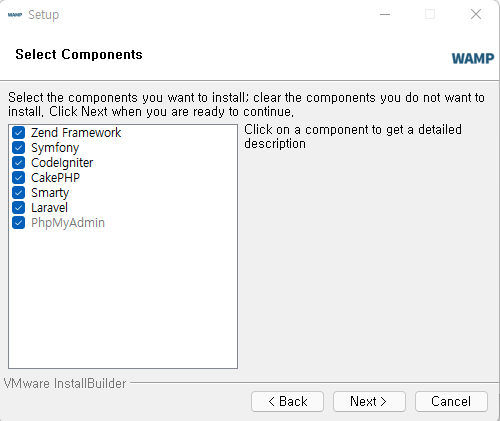 WAMP Setup
Select Components
WAMP
Select the components you want to install; clear the components you do not want to
install. Click Next when you are ready to continue.
Zend Framework
Symfony
CodeIgniter
CakePHP
Smarty
Laravel
PhpMyAdmin
Click on a component to get a detailed
description
VMware InstallBuilder
< Back
Next >
Cancel